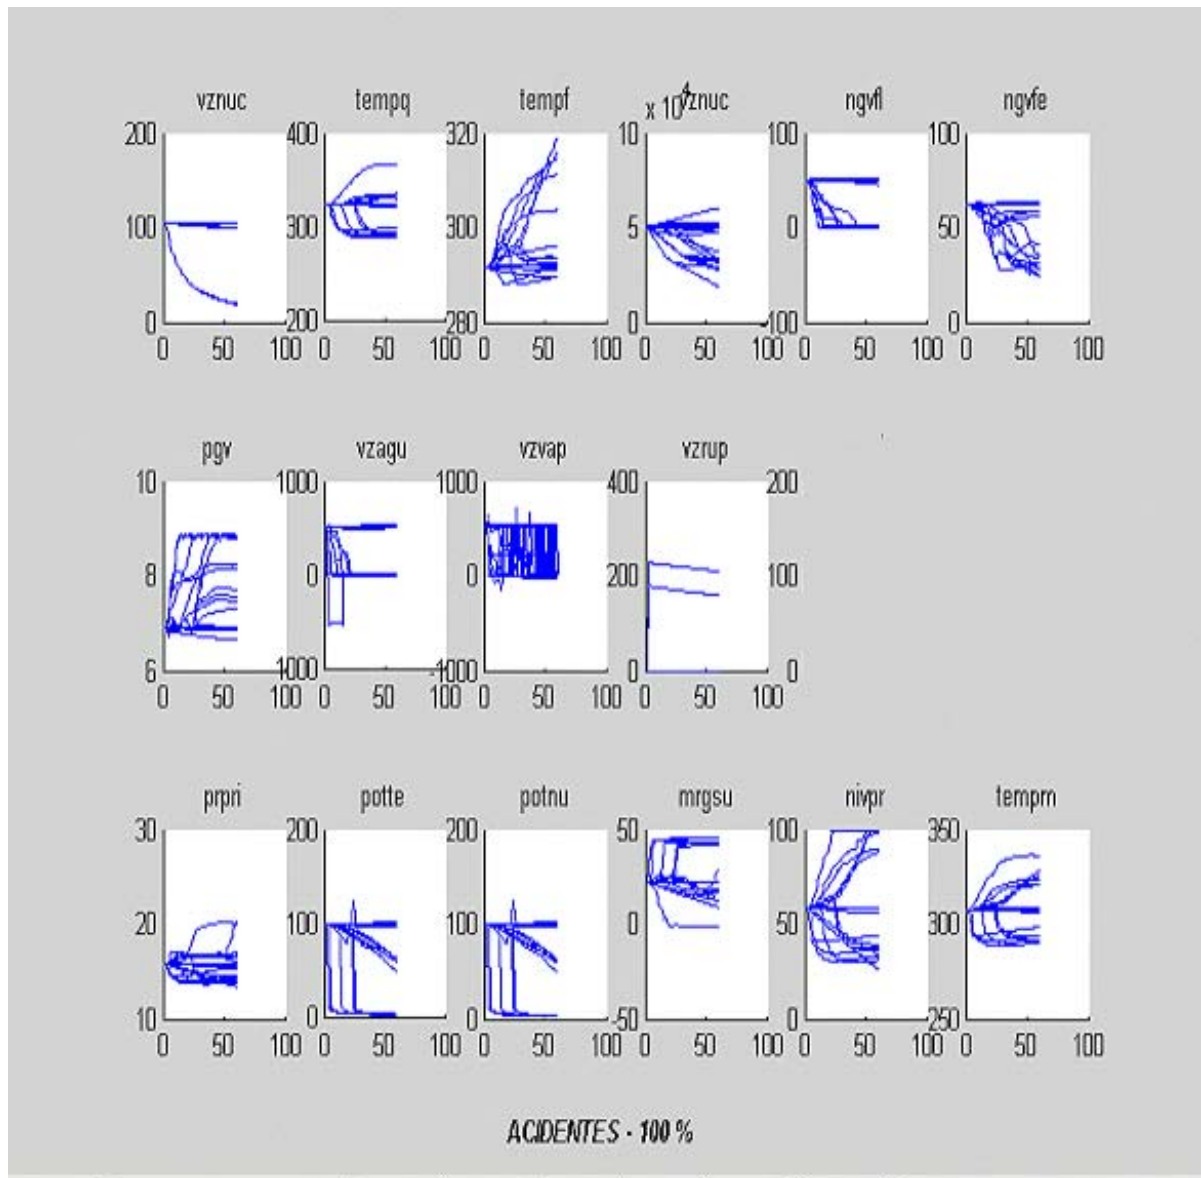 vznuc tempq tempf x 10 4 vznuc ngvfl ngvfe
200 400 320 10 100 100
100 300 300 5 0 50
0 200 280 0 -100 0
0 50 100 0 50 100 0 50 100 0 50 100 0 50 100 0 50 100
pgv vzagu vzvap vzrup
10 1000 1000 400 200
8 0 0 200 100
6 -1000 -1000 0 0
0 50 100 0 50 100 0 50 100 0 50 100
prpri potte potnu mrgsu nivpr tempm
30 200 200 50 100 350
20 100 100 0 50 300
10 0 0 -50 0 250
0 50 100 0 50 100 0 50 100 0 50 100 0 50 100 0 50 100
ACIDENTES - 100 %